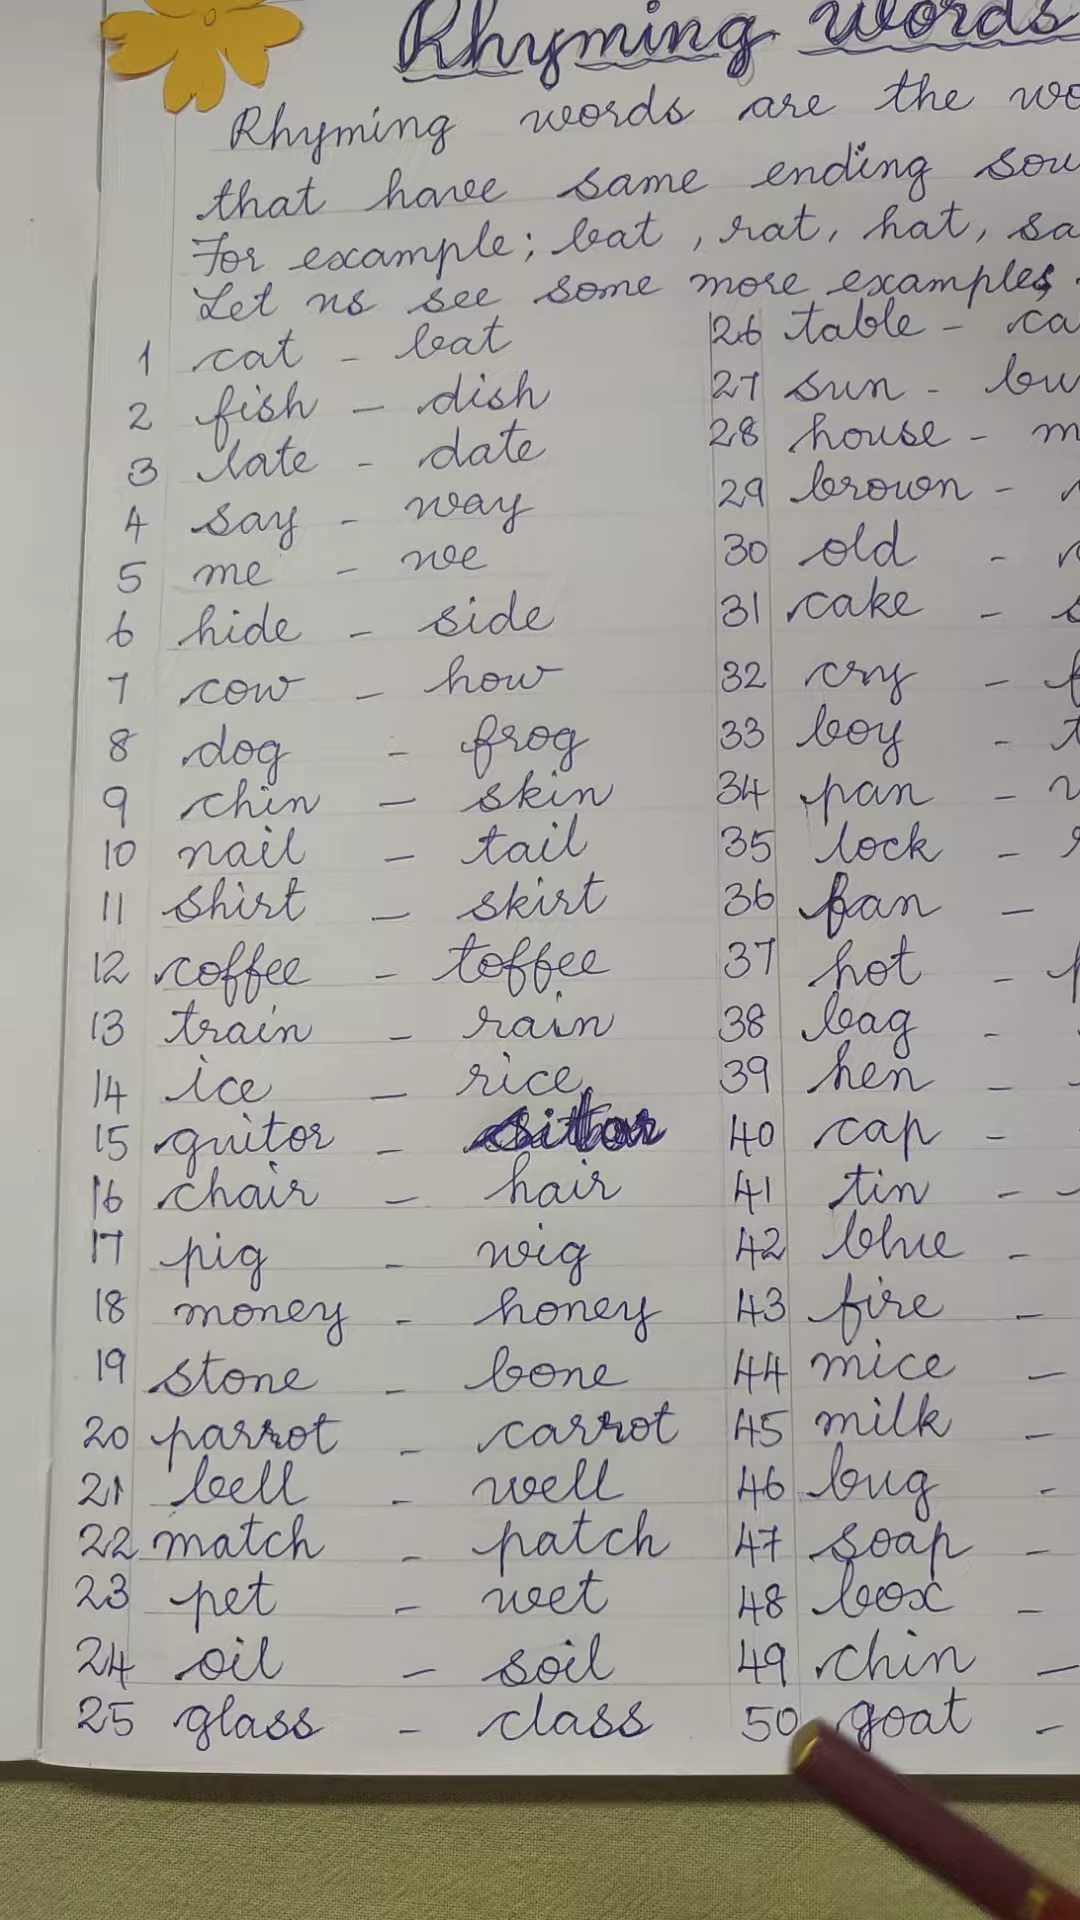 Rhyming words
Rhyming words are the
that have same ending
For example; bat, rat, hat,
Let us see some more examples
1 cat - bat
2 fish - dish
3 late - date
4 say - way
5 me - we
6 hide - side
7 cow - how
8 dog - frog
9 chin - skin
10 nail - tail
11 shirt - skirt
12 coffee - toffee
13 train - rain
14 ice - rice
15 guitor - sitar
16 chair - hair
17 pig - wig
18 money - honey
19 stone - bone
20 parrot - carrot
21 bell - well
22 match - patch
23 pet - wet
24 oil - soil
25 glass - class
26 table -
27 sun -
28 house -
29 brown -
30 old -
31 cake -
32 cry -
33 boy -
34 pan -
35 lock -
36 fan -
37 hot -
38 bag -
39 hen -
40 cap -
41 tin -
42 blue -
43 fire -
44 mice -
45 milk -
46 bug -
47 soap -
48 box -
49 chin -
50 goat -